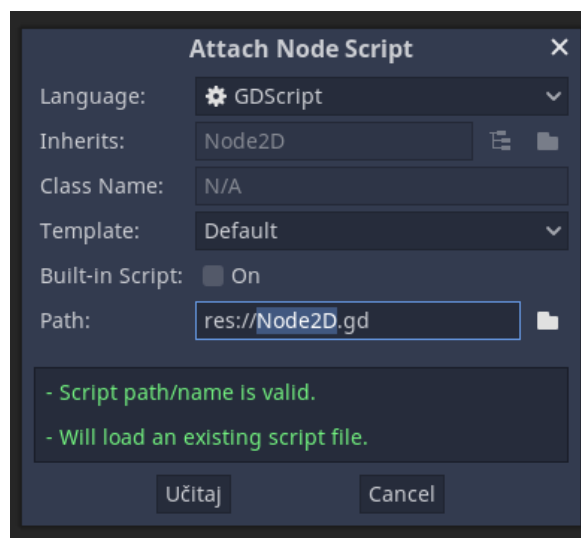 Attach Node Script
Language: GDScript
Inherits: Node2D
Class Name: N/A
Template: Default
Built-in Script: On
Path: res://Node2D.gd
- Script path/name is valid.
- Will load an existing script file.
Učitaj Cancel